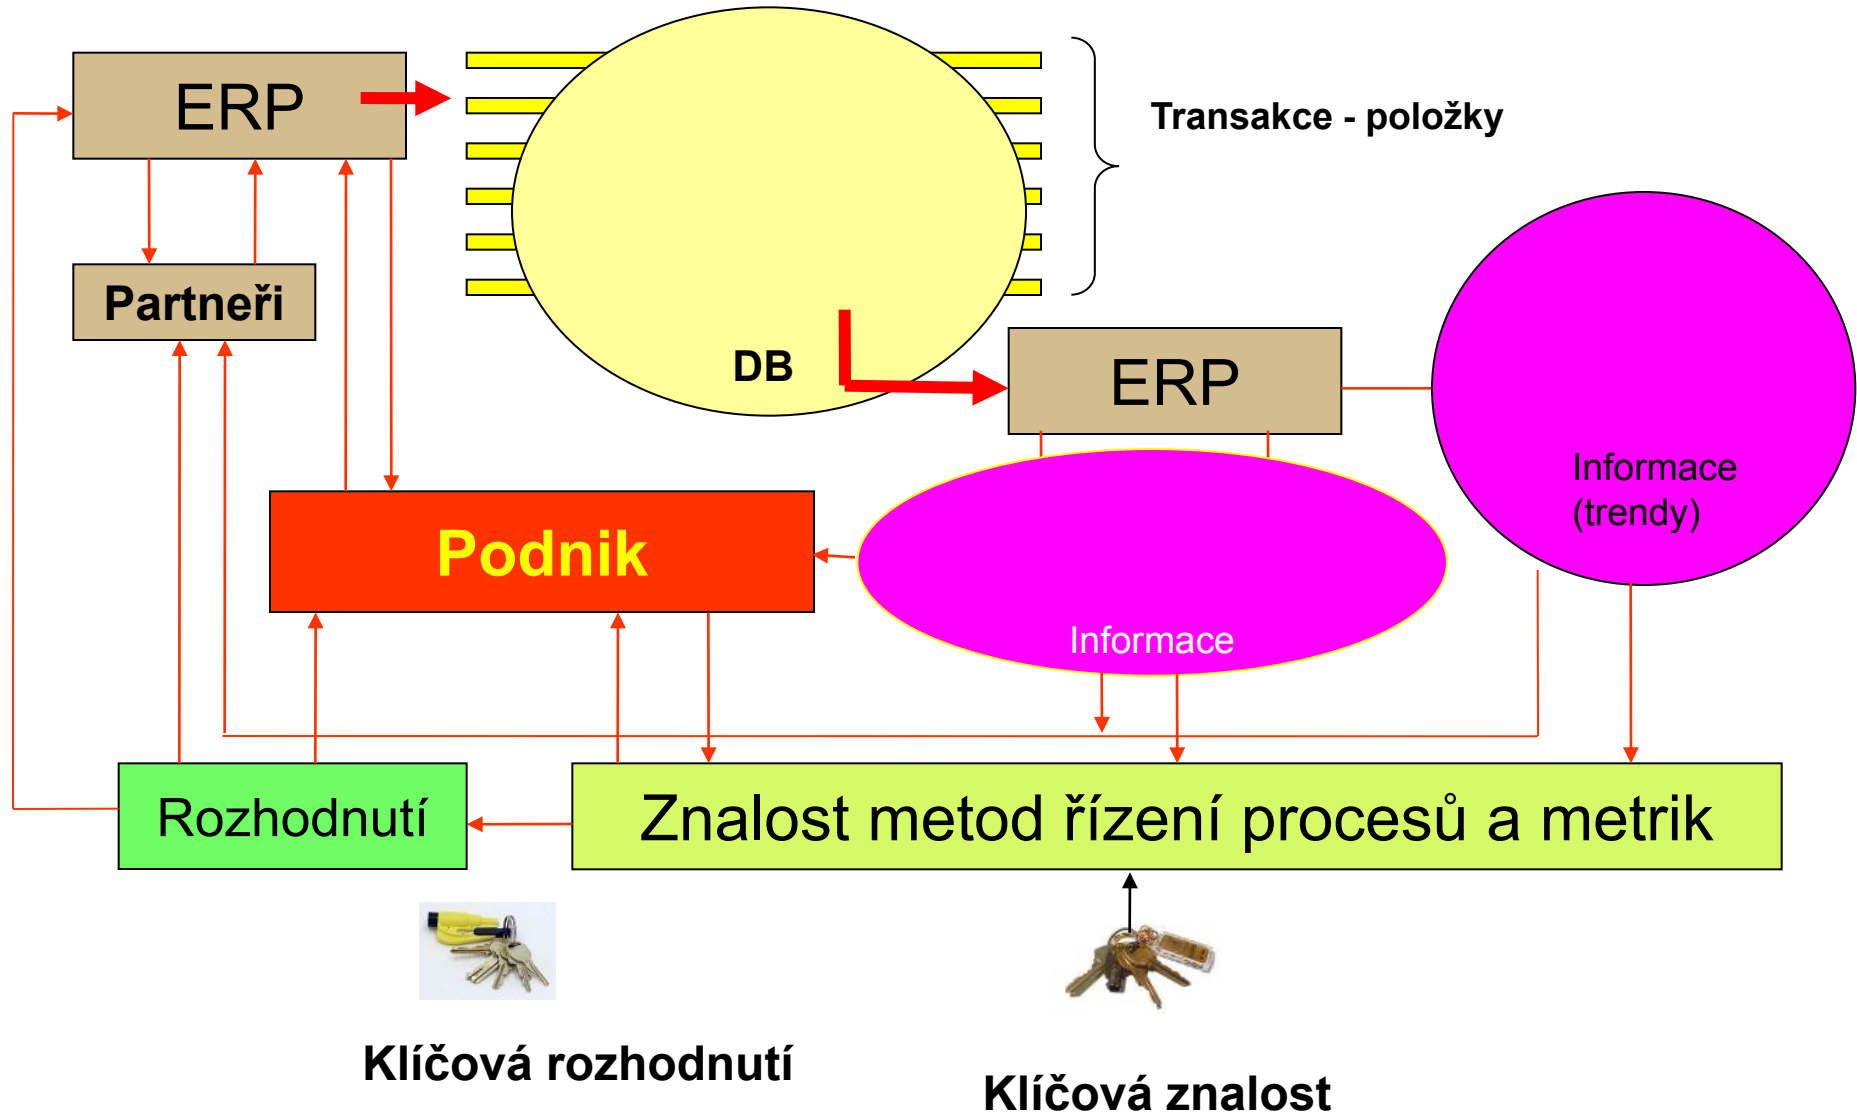 ERP
Transakce - položky
Partneři
DB
ERP
Informace
(trendy)
Podnik
Informace
Rozhodnutí
Znalost metod řízení procesů a metrik
Klíčová rozhodnutí
Klíčová znalost